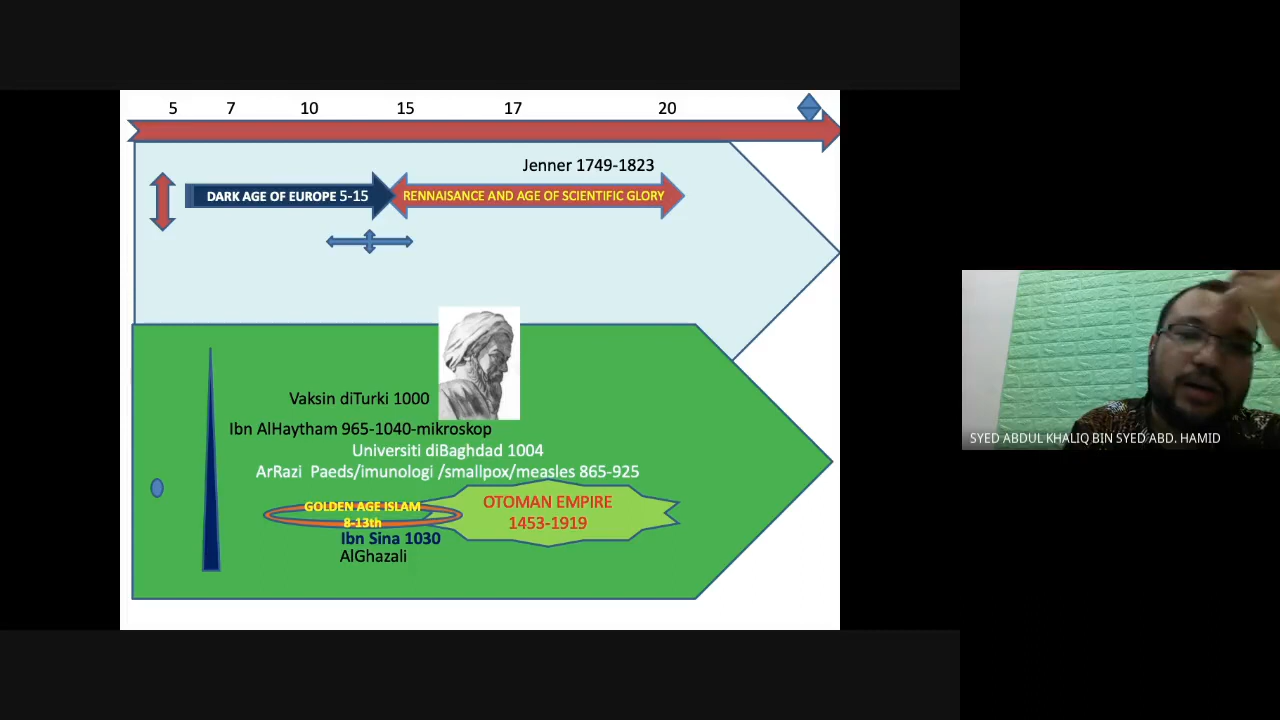 5 7 10 15 17 20
Jenner 1749-1823
DARK AGE OF EUROPE 5-15
RENNAISANCE AND AGE OF SCIENTIFIC GLORY
Vaksin diTurki 1000
Ibn AlHaytham 965-1040-mikroskop
Universiti diBaghdad 1004
ArRazi Paeds/imunologi /smallpox/measles 865-925
GOLDEN AGE ISLAM
8-13th
OTOMAN EMPIRE
1453-1919
Ibn Sina 1030
AlGhazali
SYED ABDUL KHALIQ BIN SYED ABD. HAMID